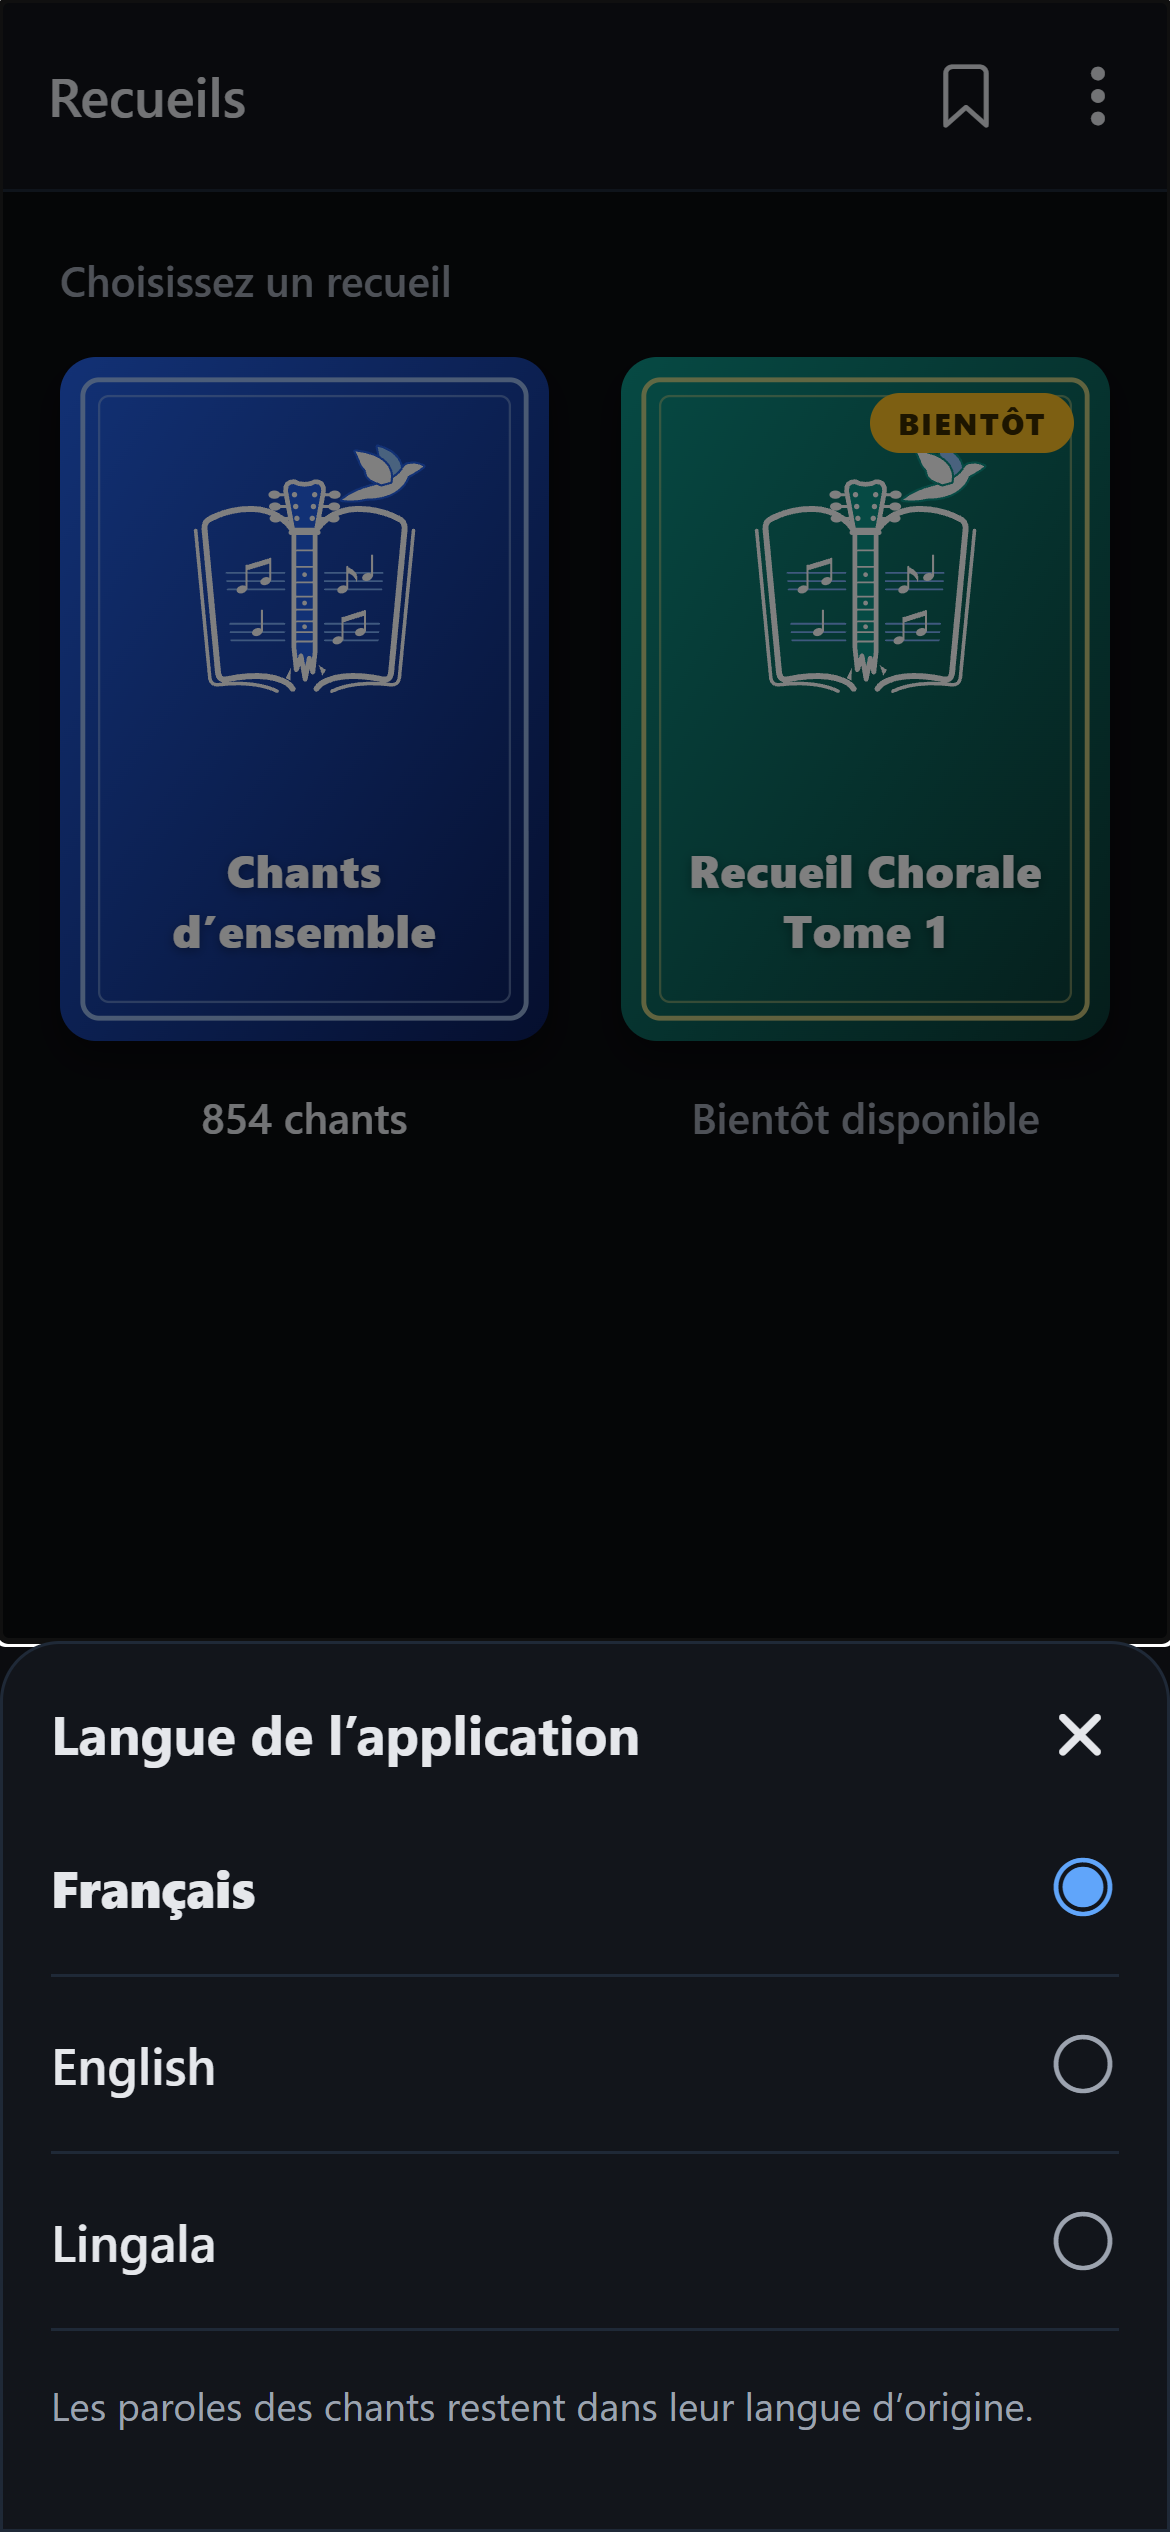 Recueils
Choisissez un recueil
BIENTÔT
Chants
d’ensemble
Recueil Chorale
Tome 1
854 chants
Bientôt disponible
Langue de l’application
Français
English
Lingala
Les paroles des chants restent dans leur langue d’origine.